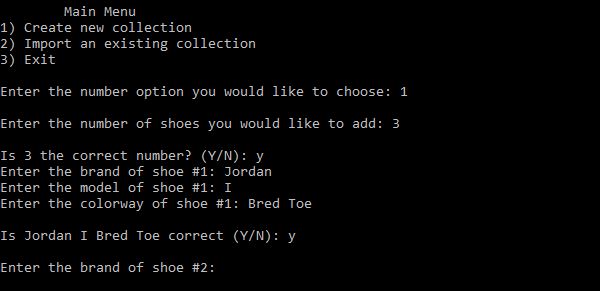 Main Menu
1) Create new collection
2) Import an existing collection
3) Exit
Enter the number option you would like to choose: 1
Enter the number of shoes you would like to add: 3
Is 3 the correct number? (Y/N): y
Enter the brand of shoe #1: Jordan
Enter the model of shoe #1: I
Enter the colorway of shoe #1: Bred Toe
Is Jordan I Bred Toe correct (Y/N): y
Enter the brand of shoe #2: